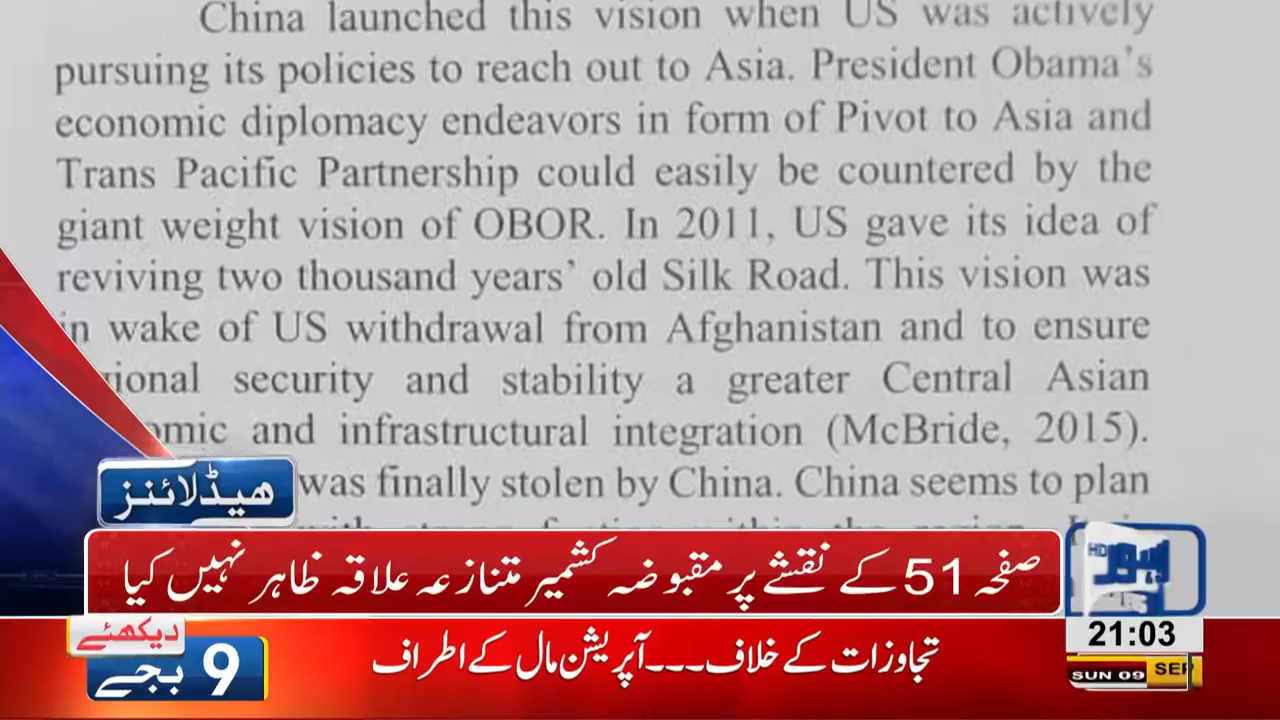 China launched this vision when US was actively
pursuing its policies to reach out to Asia. President Obama's
economic diplomacy endeavors in form of Pivot to Asia and
Trans Pacific Partnership could easily be countered by the
giant weight vision of OBOR. In 2011, US gave its idea of
reviving two thousand years' old Silk Road. This vision was
in wake of US withdrawal from Afghanistan and to ensure
security and stability a greater Central Asian
and infrastructural integration (McBride, 2015).
was finally stolen by China. China seems to plan
ھیڈلائنز
صفحہ 51 کے نقشے پر مقبوضہ کشمیر متنازعہ علاقہ ظاہر نہیں کیا
HD
21:03
SUN 09 SEP
دیکھئے
9 بجے
تجاوزات کے خلاف۔۔۔آپریشن مال کے اطراف